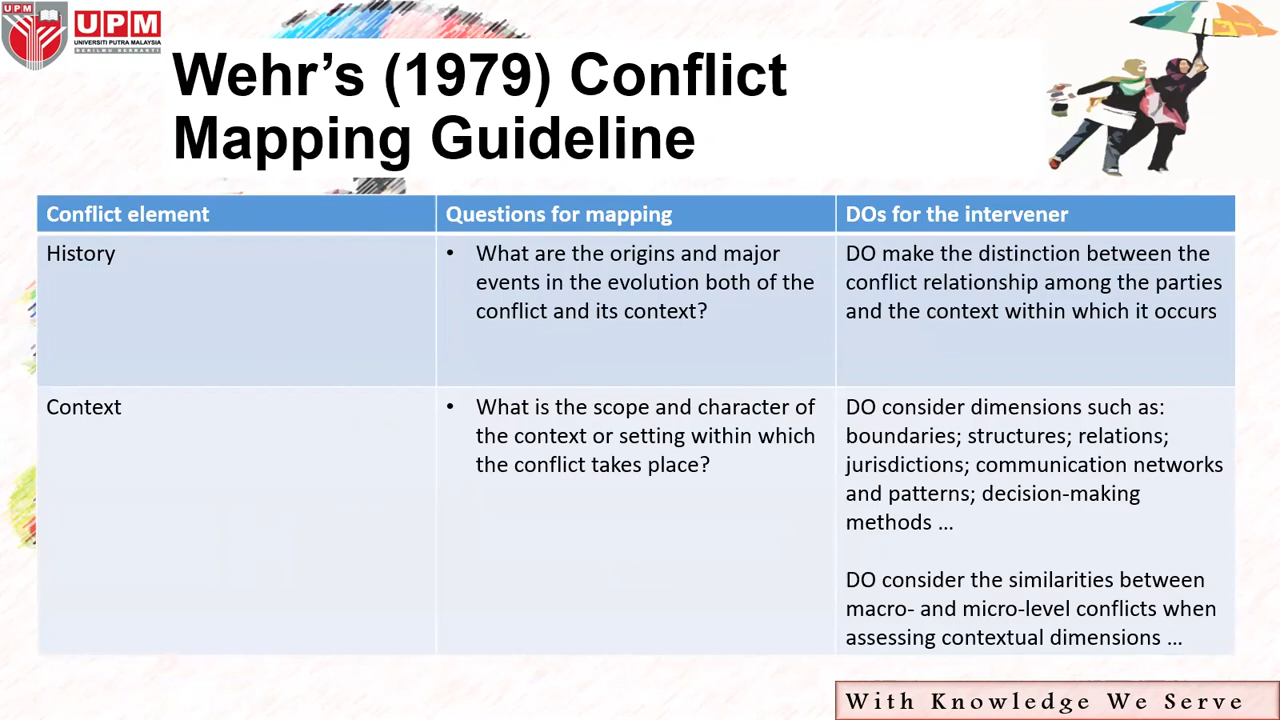 UPM
UPM
UNIVERSITI PUTRA MALAYSIA
BERILMU BERBAKTI
Wehr’s (1979) Conflict
Mapping Guideline
Conflict element
Questions for mapping
DOs for the intervener
History
• What are the origins and major
events in the evolution both of the
conflict and its context?
DO make the distinction between the
conflict relationship among the parties
and the context within which it occurs
Context
• What is the scope and character of
the context or setting within which
the conflict takes place?
DO consider dimensions such as:
boundaries; structures; relations;
jurisdictions; communication networks
and patterns; decision-making
methods ...
DO consider the similarities between
macro- and micro-level conflicts when
assessing contextual dimensions ...
With Knowledge We Serve